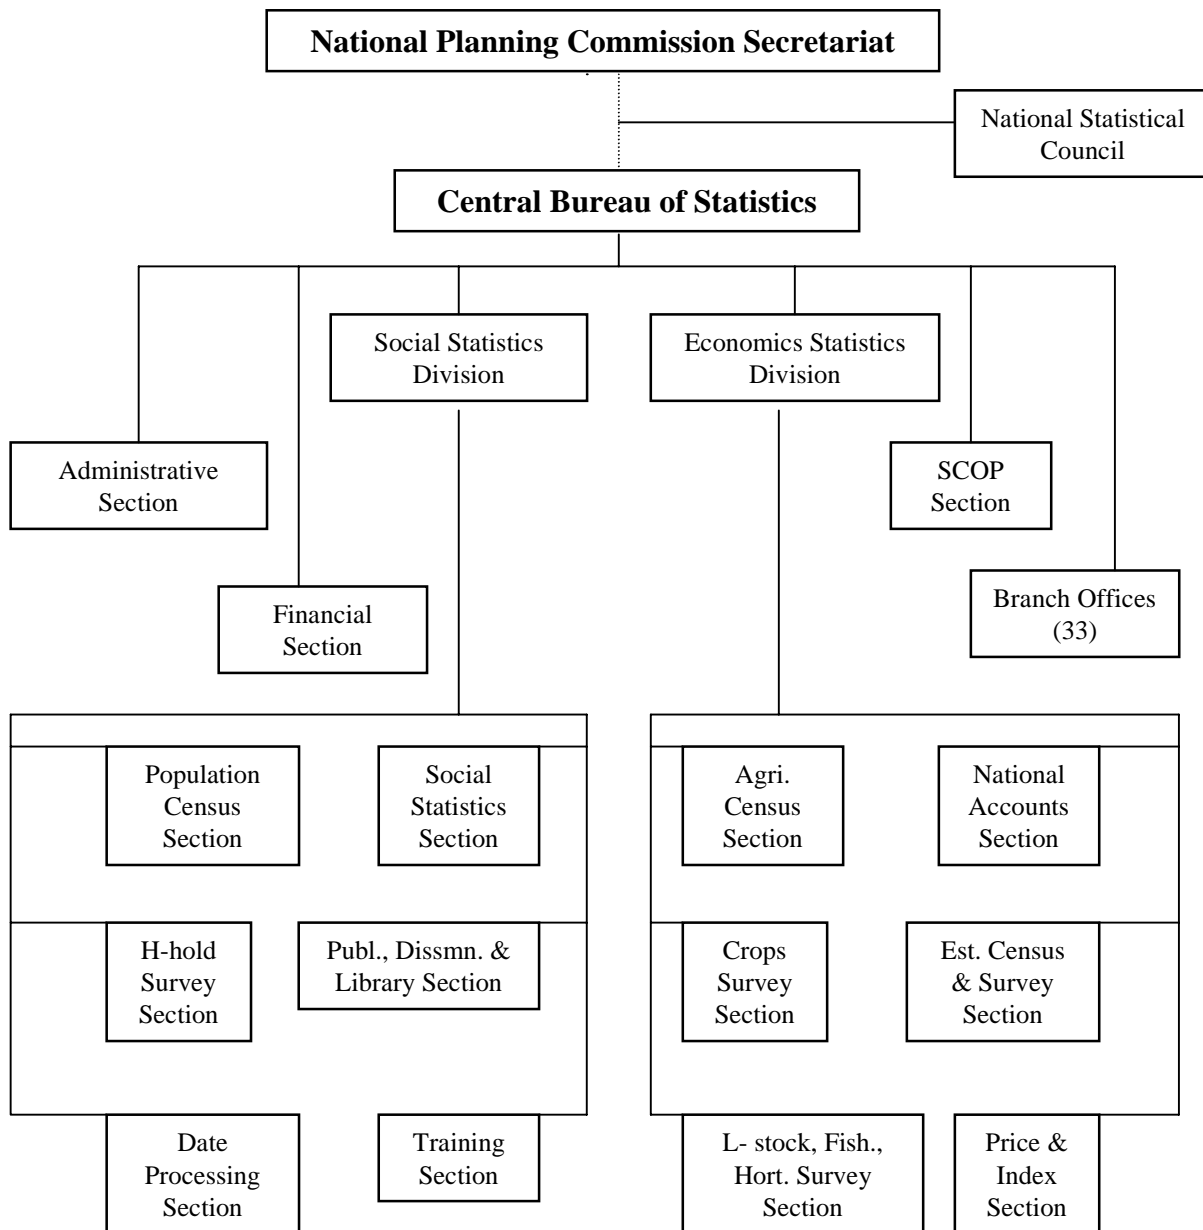 National Planning Commission Secretariat
National Statistical
Council
Central Bureau of Statistics
Social Statistics
Division
Economics Statistics
Division
Administrative
Section
SCOP
Section
Financial
Section
Branch Offices
(33)
Population
Census
Section
Social
Statistics
Section
Agri.
Census
Section
National
Accounts
Section
H-hold
Survey
Section
Publ., Dissmn. &
Library Section
Crops
Survey
Section
Est. Census
& Survey
Section
Date
Processing
Section
Training
Section
L- stock, Fish.,
Hort. Survey
Section
Price &
Index
Section